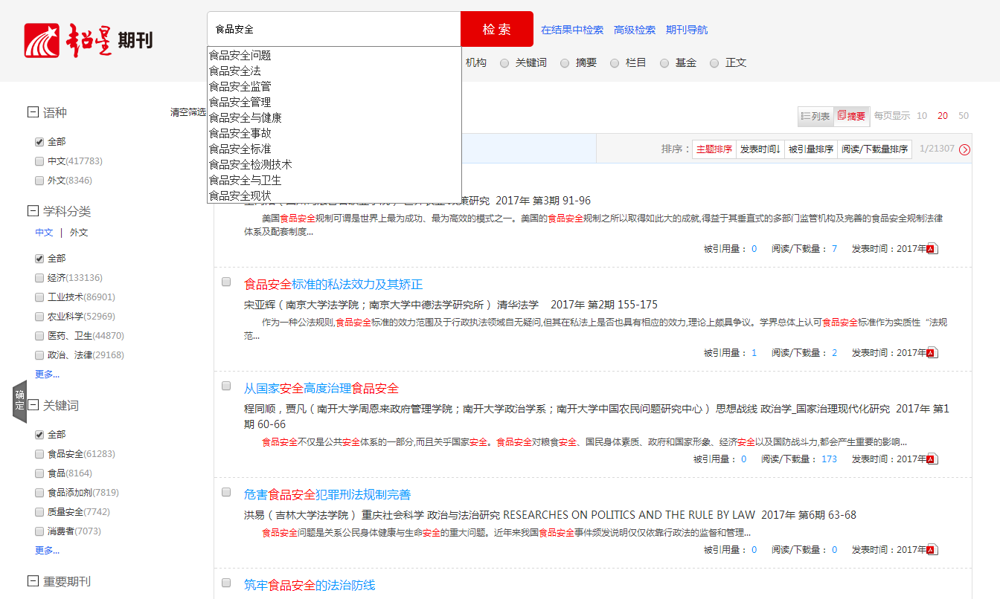 超星 期刊
食品安全
检 索
在结果中检索 高级检索 期刊导航
食品安全问题
食品安全法
食品安全监管
食品安全管理
食品安全与健康
食品安全事故
食品安全标准
食品安全检测技术
食品安全与卫生
食品安全现状
机构 关键词 摘要 栏目 基金 正文
语种 清空筛选
全部
中文(417783)
外文(8346)
学科分类
中文 | 外文
全部
经济(133136)
工业技术(86901)
农业科学(52969)
医药、卫生(44870)
政治、法律(29168)
更多...
确定
关键词
全部
食品安全(61283)
食品(8164)
食品添加剂(7819)
质量安全(7742)
消费者(7073)
更多...
重要期刊
列表 摘要 每页显示 10 20 50
排序： 主题排序 发表时间↓ 被引量排序 阅读/下载量排序 1/21307
策研究 2017年 第3期 91-96
美国食品安全规制可谓是世界上最为成功、最为高效的模式之一。美国的食品安全规制之所以取得如此大的成就,得益于其垂直式的多部门监管机构及完善的食品安全规制法律
体系及配套制度...
被引用量： 0 阅读/下载量： 7 发表时间：2017年
食品安全标准的私法效力及其矫正
宋亚辉（南京大学法学院；南京大学中德法学研究所） 清华法学 2017年 第2期 155-175
作为一种公法规则,食品安全标准的效力范围及于行政执法领域自无疑问,但其在私法上是否也具有相应的效力,理论上颇具争议。学界总体上认可食品安全标准作为实质性“法规
范...
被引用量： 1 阅读/下载量： 2 发表时间：2017年
从国家安全高度治理食品安全
程同顺，贾凡（南开大学周恩来政府管理学院；南开大学政治学系；南开大学中国农民问题研究中心） 思想战线 政治学_国家治理现代化研究 2017年 第1
期 60-66
食品安全不仅是公共安全体系的一部分,而且关乎国家安全。食品安全对粮食安全、国民身体素质、政府和国家形象、经济安全以及国防战斗力,都会产生重要的影响...
被引用量： 0 阅读/下载量： 173 发表时间：2017年
危害食品安全犯罪刑法规制完善
洪易（吉林大学法学院） 重庆社会科学 政治与法治研究 RESEARCHES ON POLITICS AND THE RULE BY LAW 2017年 第6期 63-68
食品安全问题是关系公民身体健康与生命安全的重大问题。近年来我国食品安全事件频发说明仅仅依靠行政法的监督和管理...
被引用量： 0 阅读/下载量： 0 发表时间：2017年
筑牢食品安全的法治防线